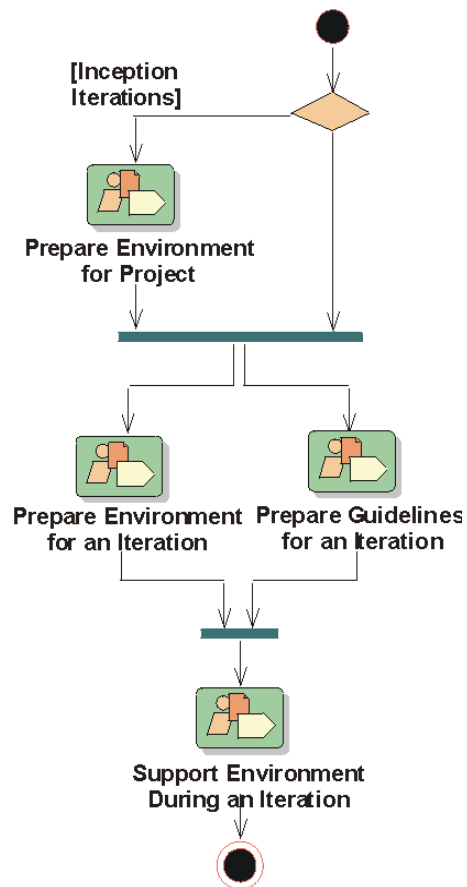 [Inception
Iterations]
Prepare Environment
for Project
Prepare Environment
for an Iteration
Prepare Guidelines
for an Iteration
Support Environment
During an Iteration